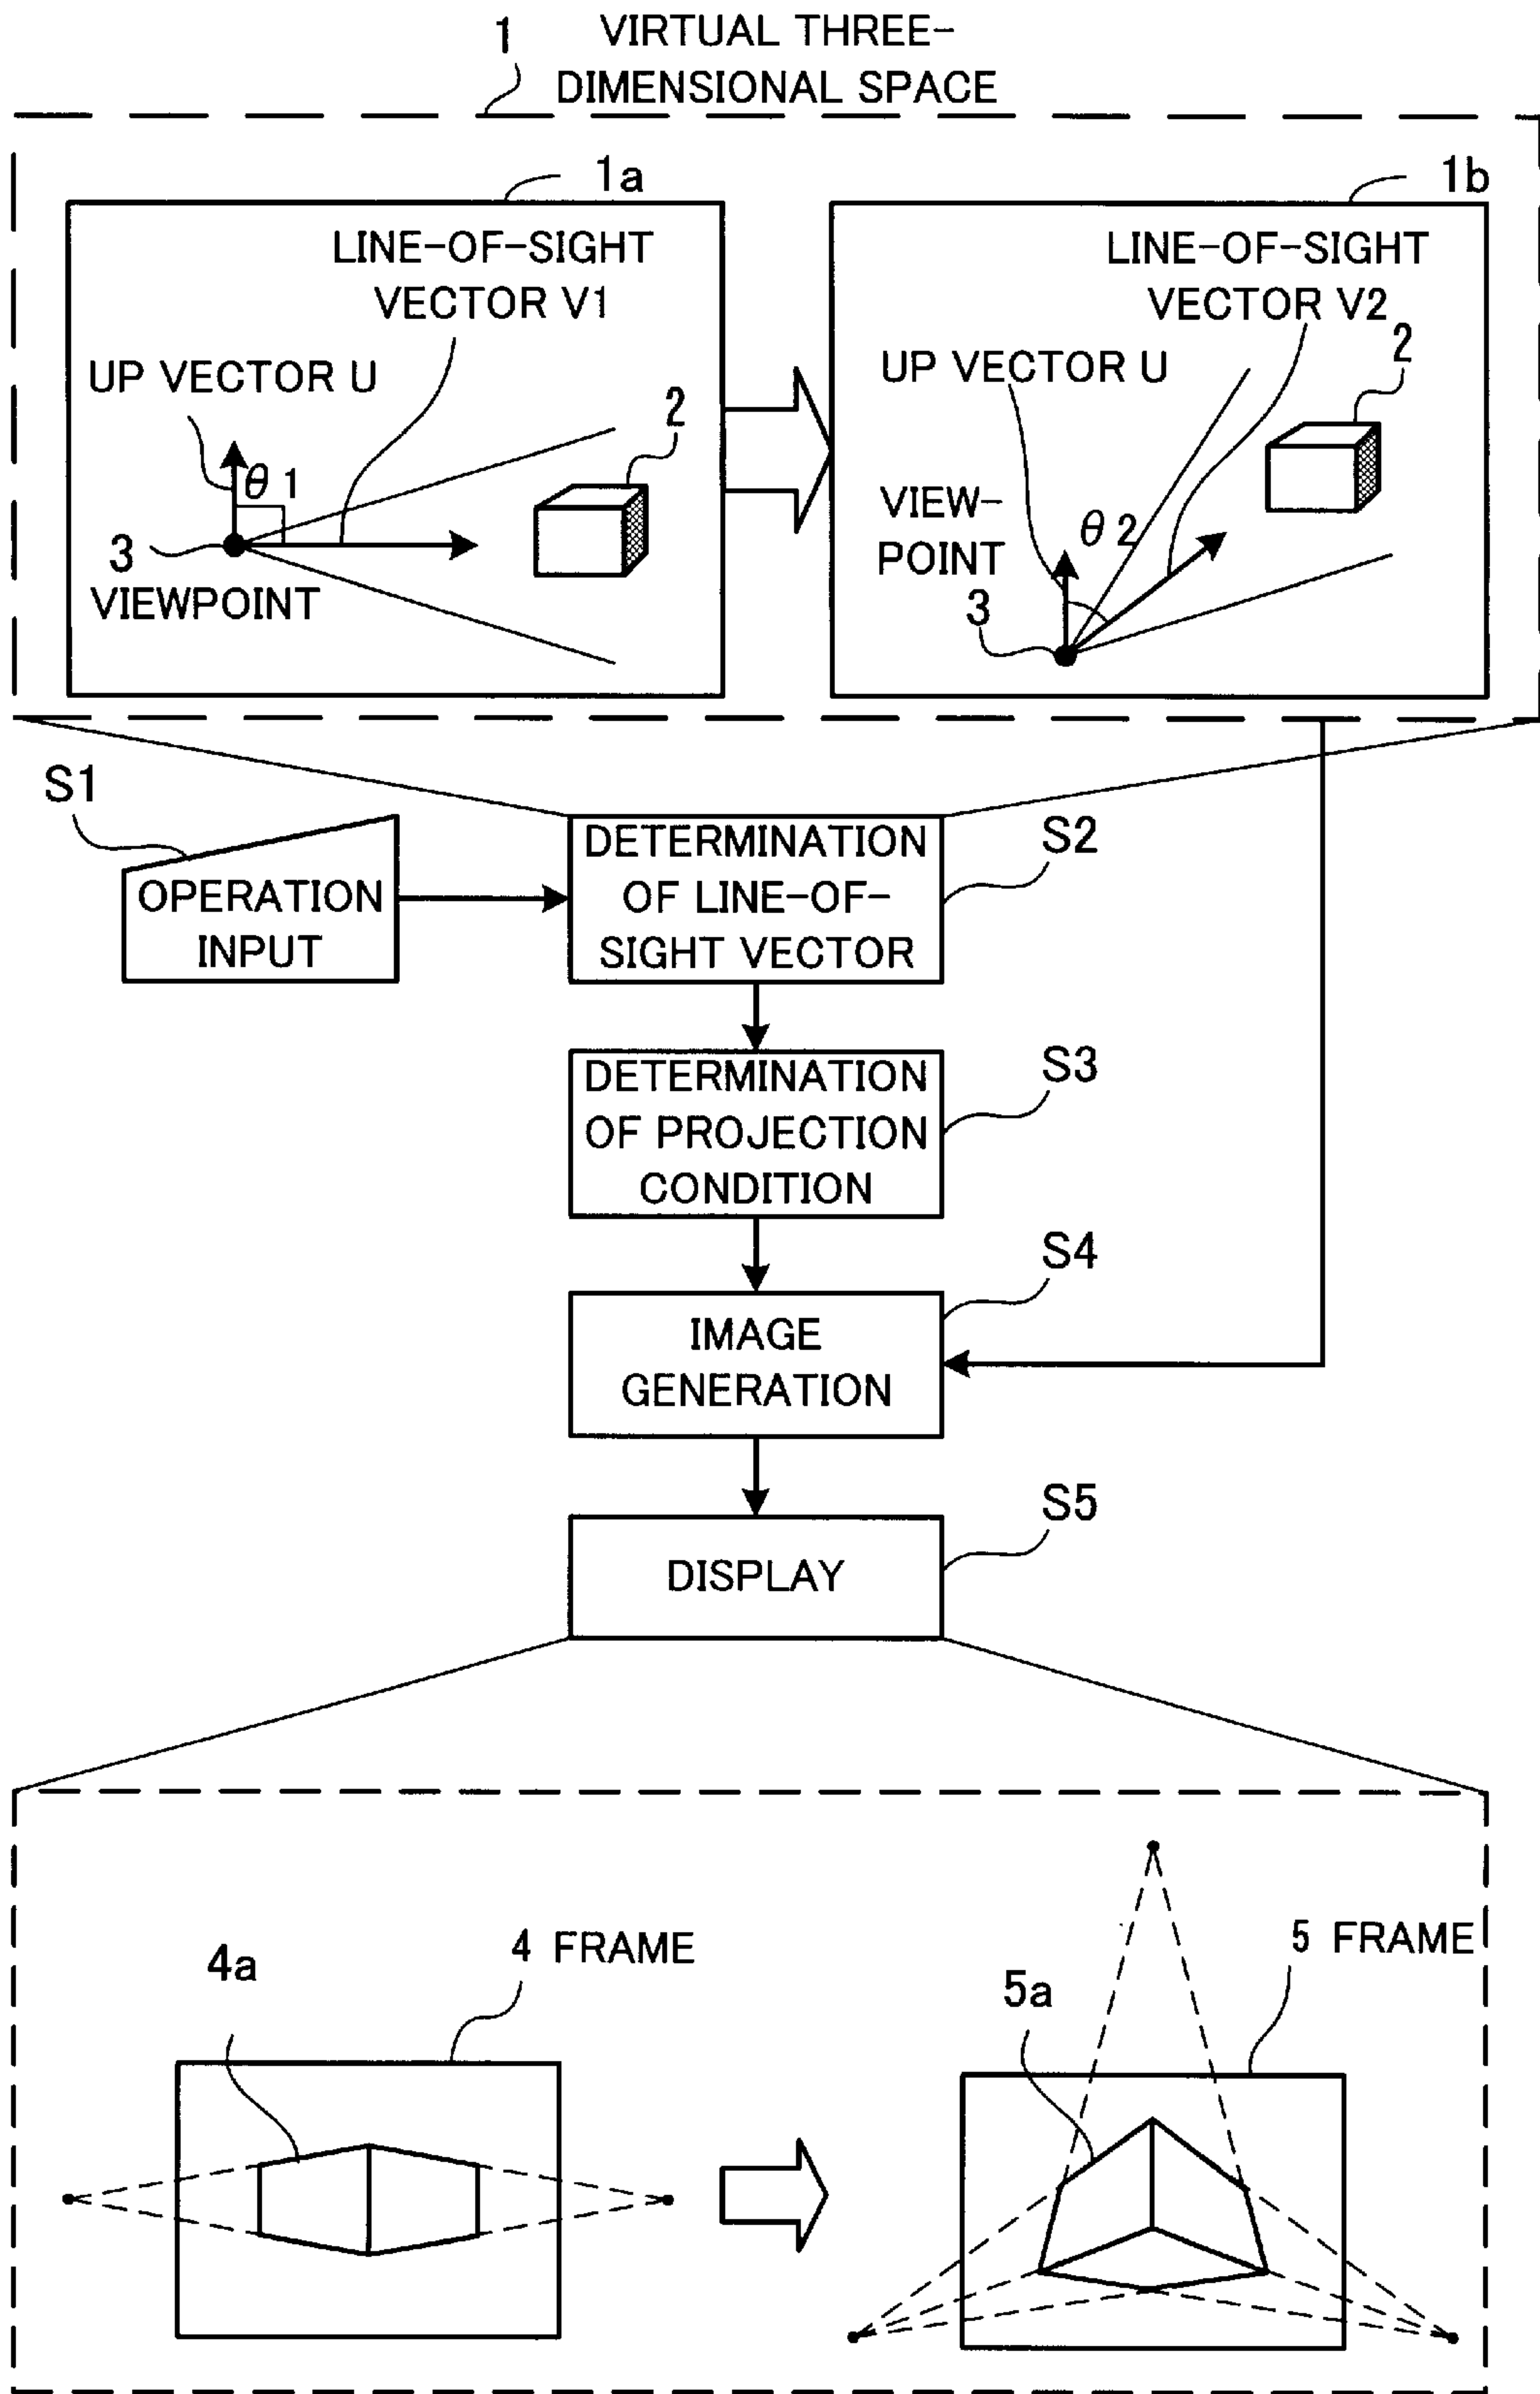 1
VIRTUAL THREE-
DIMENSIONAL SPACE
1a
LINE-OF-SIGHT
VECTOR V1
UP VECTOR U
θ1
2
3
VIEWPOINT
1b
LINE-OF-SIGHT
VECTOR V2
UP VECTOR U
2
VIEW-
POINT
θ2
3
S1
OPERATION
INPUT
DETERMINATION
OF LINE-OF-
SIGHT VECTOR
S2
DETERMINATION
OF PROJECTION
CONDITION
S3
IMAGE
GENERATION
S4
DISPLAY
S5
4a
4 FRAME
5a
5 FRAME